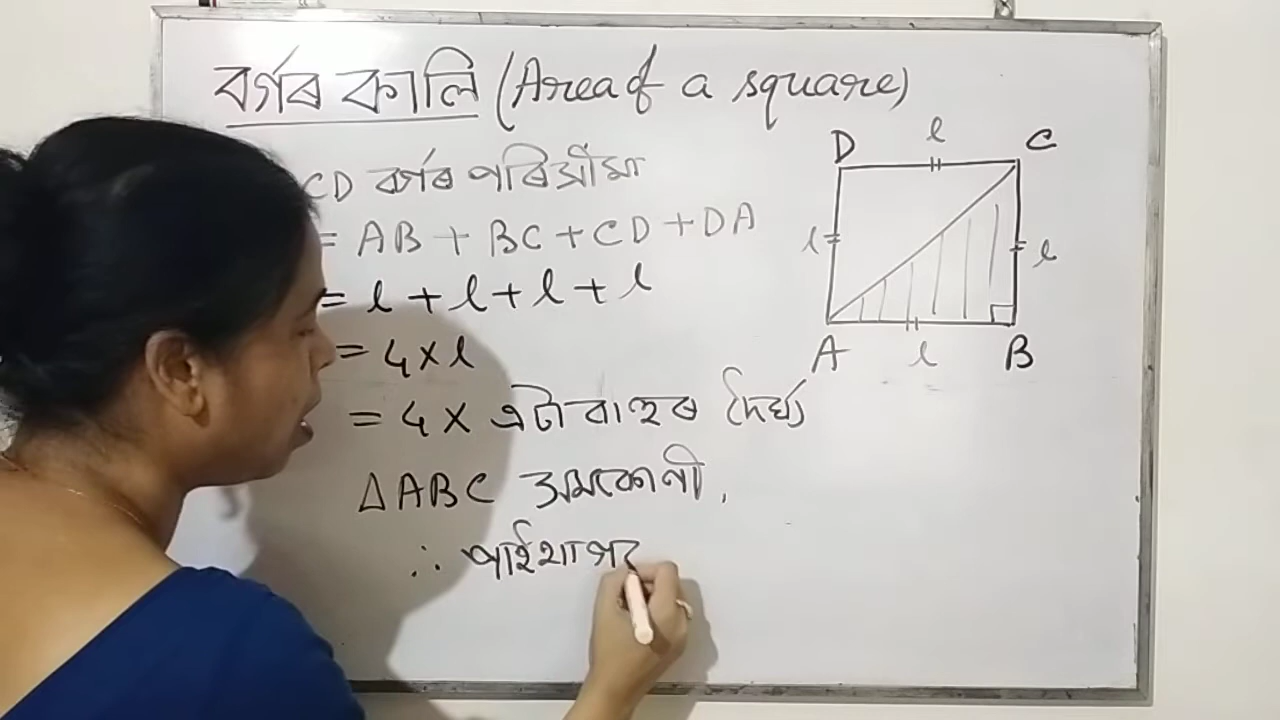 বৰ্গৰ কালি (Area of a square)
CD বৰ্গৰ পৰিসীমা
= AB + BC + CD + DA
= l + l + l + l
= 4 × l
= 4 × এটা বাহুৰ দৈৰ্ঘ্য
Δ ABC সমকোণী,
∴ পাইথাগ
D l C
l l
A l B